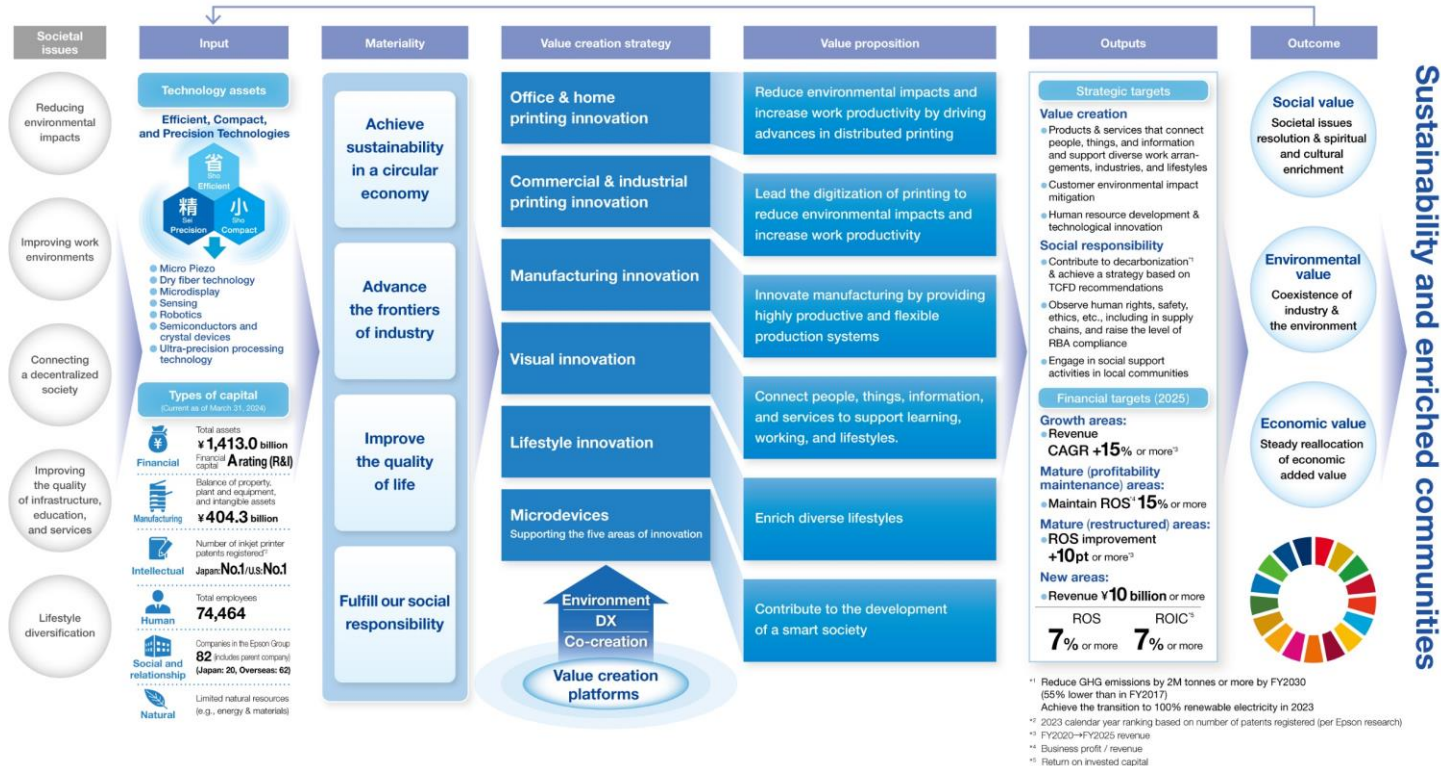 Societal
issues
Reducing
environmental
impacts
Improving work
environments
Connecting
a decentralized
society
Improving
the quality
of infrastructure,
education,
and services
Lifestyle
diversification
Input
Technology assets
Efficient, Compact,
and Precision Technologies
省
Sho
Efficient
精
Sei
Precision
小
Sho
Compact
Micro Piezo
Dry fiber technology
Microdisplay
Sensing
Robotics
Semiconductors and
crystal devices
Ultra-precision processing
technology
Types of capital
(Current as of March 31, 2024)
Financial
Total assets
¥1,413.0 billion
Financial
capital A rating (R&I)
Manufacturing
Balance of property,
plant and equipment,
and intangible assets
¥404.3 billion
Intellectual
Number of inkjet printer
patents registered*2
Japan: No.1 / U.S: No.1
Human
Total employees
74,464
Social and
relationship
Companies in the Epson Group
82 (includes parent company)
(Japan: 20, Overseas: 62)
Natural
Limited natural resources
(e.g., energy & materials)
Materiality
Achieve
sustainability
in a circular
economy
Advance
the frontiers
of industry
Improve
the quality
of life
Fulfill our social
responsibility
Value creation strategy
Office & home
printing innovation
Commercial & industrial
printing innovation
Manufacturing innovation
Visual innovation
Lifestyle innovation
Microdevices
Supporting the five areas of innovation
Environment
DX
Co-creation
Value creation
platforms
Value proposition
Reduce environmental impacts and
increase work productivity by driving
advances in distributed printing
Lead the digitization of printing to
reduce environmental impacts and
increase work productivity
Innovate manufacturing by providing
highly productive and flexible
production systems
Connect people, things, information,
and services to support learning,
working, and lifestyles.
Enrich diverse lifestyles
Contribute to the development
of a smart society
Outputs
Strategic targets
Value creation
Products & services that connect
people, things, and information
and support diverse work arran-
gements, industries, and lifestyles
Customer environmental impact
mitigation
Human resource development &
technological innovation
Social responsibility
Contribute to decarbonization*1
& achieve a strategy based on
TCFD recommendations
Observe human rights, safety,
ethics, etc., including in supply
chains, and raise the level of
RBA compliance
Engage in social support
activities in local communities
Financial targets (2025)
Growth areas:
Revenue
CAGR +15% or more*3
Mature (profitability
maintenance) areas:
Maintain ROS*4 15% or more
Mature (restructured) areas:
ROS improvement
+10pt or more*3
New areas:
Revenue ¥10 billion or more
ROS
7% or more
ROIC*5
7% or more
Outcome
Social value
Societal issues
resolution & spiritual
and cultural
enrichment
Environmental
value
Coexistence of
industry &
the environment
Economic value
Steady reallocation
of economic
added value
Sustainability and enriched communities
*1 Reduce GHG emissions by 2M tonnes or more by FY2030
(55% lower than in FY2017)
Achieve the transition to 100% renewable electricity in 2023
*2 2023 calendar year ranking based on number of patents registered (per Epson research)
*3 FY2020→FY2025 revenue
*4 Business profit / revenue
*5 Return on invested capital